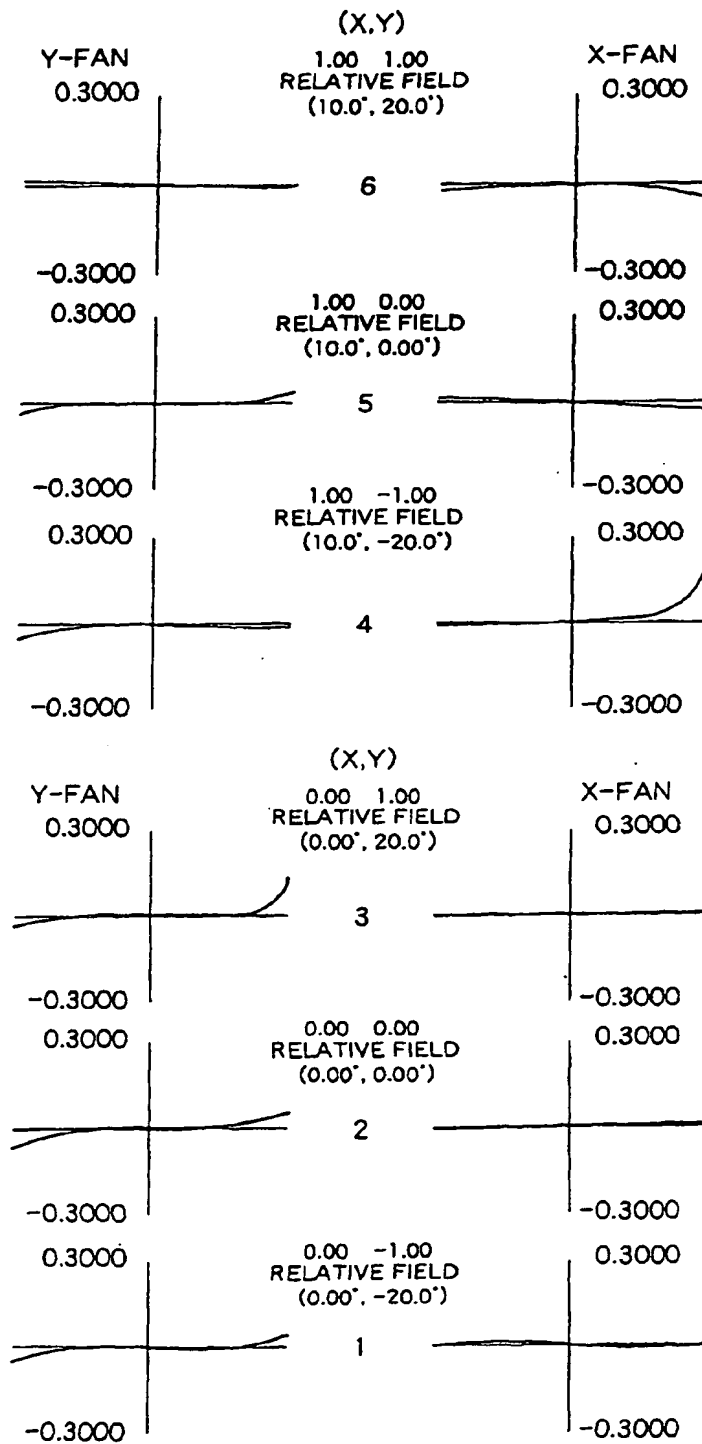 (X,Y)
Y-FAN 1.00 1.00 X-FAN
0.3000 RELATIVE FIELD 0.3000
(10.0°, 20.0°)
6
-0.3000 -0.3000
0.3000 1.00 0.00 0.3000
RELATIVE FIELD
(10.0°, 0.00°)
5
-0.3000 -0.3000
1.00 -1.00
0.3000 RELATIVE FIELD 0.3000
(10.0°, -20.0°)
4
-0.3000 -0.3000
(X,Y)
Y-FAN 0.00 1.00 X-FAN
0.3000 RELATIVE FIELD 0.3000
(0.00°, 20.0°)
3
-0.3000 -0.3000
0.3000 0.00 0.00 0.3000
RELATIVE FIELD
(0.00°, 0.00°)
2
-0.3000 -0.3000
0.3000 0.00 -1.00 0.3000
RELATIVE FIELD
(0.00°, -20.0°)
1
-0.3000 -0.3000